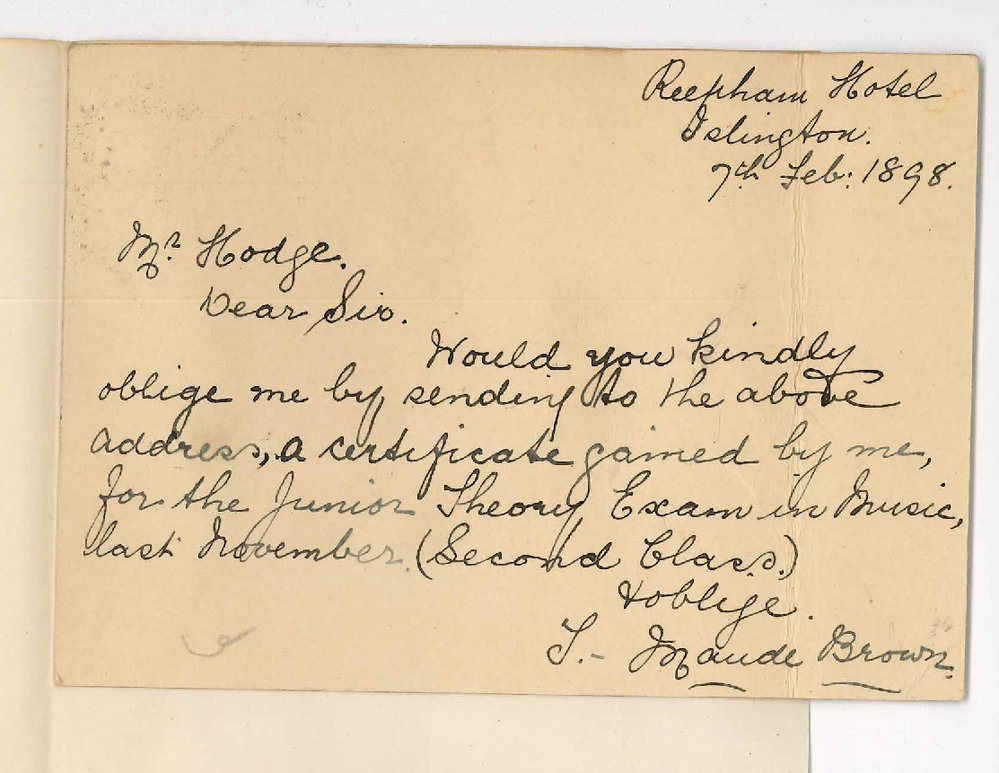 Reepham Hotel
Islington.
7th Feb: 1898.
Mr. Hodge.
Dear Sir.
Would you kindly
oblige me by sending to the above
address, a certificate gained by me,
for the Junior Theory Exam in Music,
last November. (Second Class.)
& oblige.
T. - Maude Brown.